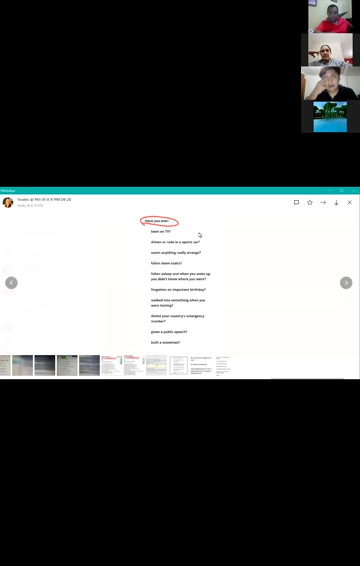 WhatsApp
Have you ever:
been on TV?
driven or rode in a sports car?
eaten anything really strange?
fallen down stairs?
fallen asleep and when you woke up
you didn't know where you were?
forgotten an important birthday?
walked into something when you
were texting?
dialed your country's emergency
number?
given a public speech?
built a snowman?